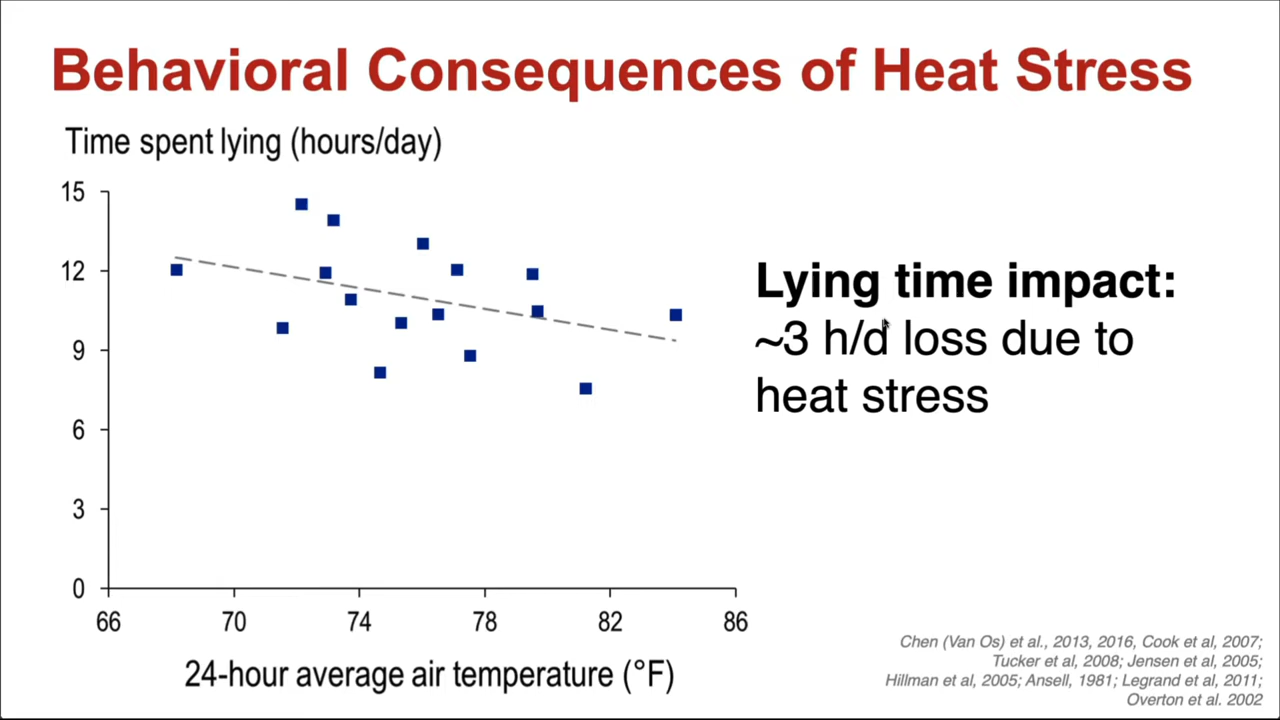 Behavioral Consequences of Heat Stress
Time spent lying (hours/day)
15
12
9
6
3
0
66 70 74 78 82 86
24-hour average air temperature (°F)
Lying time impact:
~3 h/d loss due to
heat stress
Chen (Van Os) et al., 2013, 2016, Cook et al, 2007;
Tucker et al, 2008; Jensen et al, 2005;
Hillman et al, 2005; Ansell, 1981; Legrand et al, 2011;
Overton et al. 2002